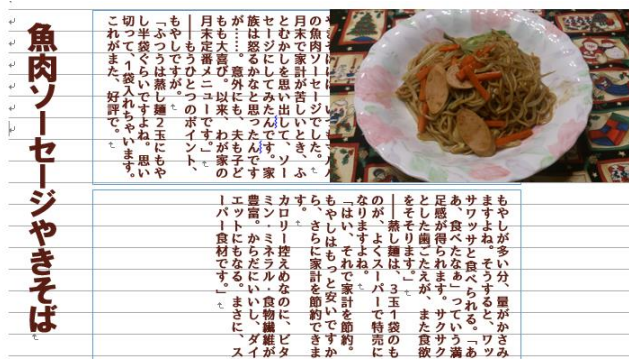 魚肉ソーセージやきそば
の魚肉ソーセージでした。
月末で家計が苦しいとき、ふ
とむかしを思い出して、ソー
セージにしてみたんです。家
族は怒るかなと思ったんです
が……。意外にも、夫も子ど
もも大喜び。以来、わが家の
月末定番メニューです。」
――もうひとつのポイント、
もやしですが。
「ふつうは蒸し麺2玉にもや
し半袋ぐらいですよね。思い
切って、1袋入れちゃいます。
これがまた、好評で。
もやしが多い分、量がかさみ
ますよね。そうすると、ワッ
サワッサと食べられる。「あ
あ、食べたなぁ」っていう満
足感が得られます。サクサク
とした歯ごたえが、また食欲
をそそります。」
――蒸し麺は、3玉1袋のも
のが、よくスーパーで特売に
なりますよね。
「はい、それで家計を節約。
もやしはもっと安いですか
ら、さらに家計を節約できま
す。
カロリー控えめなのに、ビタ
ミン・ミネラル・食物繊維が
豊富。からだにいいし、ダイ
エットにもなる。まさに、ス
ーパー食材です。」